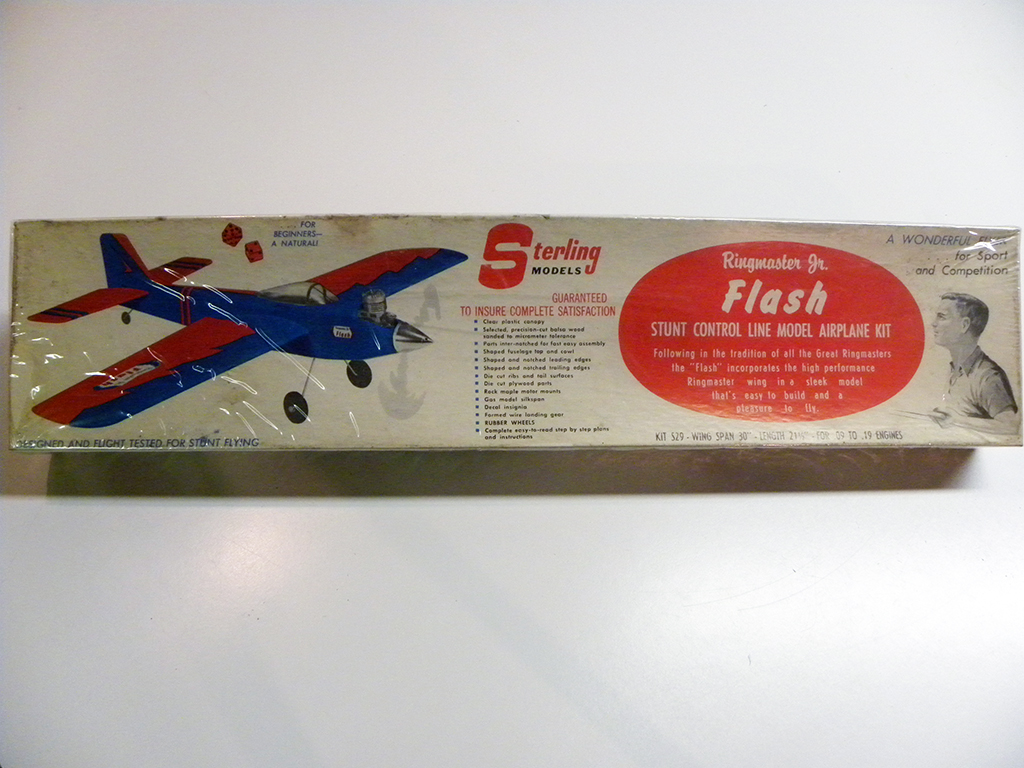 . . . FOR
BEGINNERS—
A NATURAL!
Flash
DESIGNED AND FLIGHT TESTED FOR STUNT FLYING
Sterling
MODELS
GUARANTEED
TO INSURE COMPLETE SATISFACTION
Clear plastic canopy
Selected, precision-cut balsa wood
sanded to micrometer tolerance
Parts inter-matched for fast easy assembly
Shaped fuselage top and cowl
Shaped and notched leading edges
Shaped and notched trailing edges
Die cut ribs and tail surfaces
Die cut plywood parts
Rock maple motor mounts
Gas model silkspan
Decal insignia
Formed wire landing gear
RUBBER WHEELS
Complete easy-to-read step by step plans
and instructions
Ringmaster Jr.
Flash
STUNT CONTROL LINE MODEL AIRPLANE KIT
Following in the tradition of all the Great Ringmasters
the "Flash" incorporates the high performance
Ringmaster wing in a sleek model
that's easy to build and a
pleasure to fly.
KIT S29 - WING SPAN 30" - LENGTH - FOR .09 TO .19 ENGINES
A WONDERFUL
. . . for Sport
and Competition